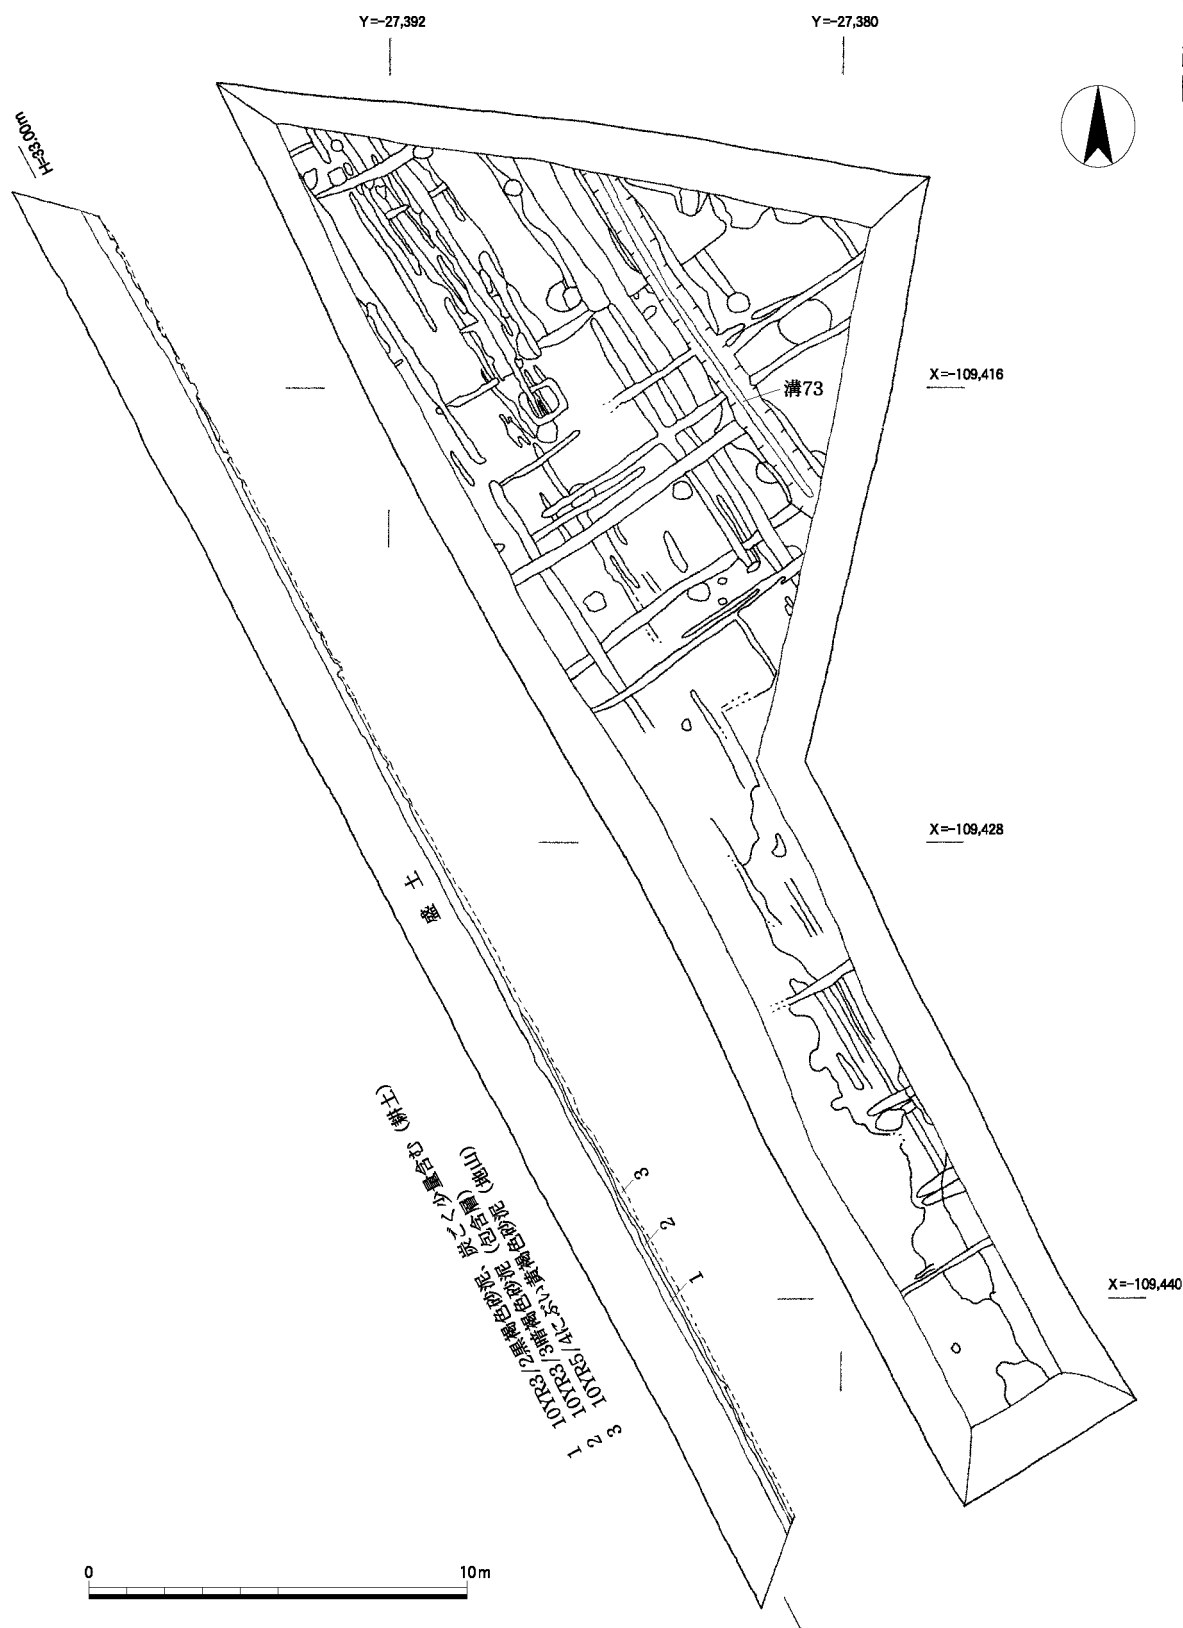 Y=-27,392
Y=-27,380
H=33.00m
X=-109,416
溝73
X=-109,428
盛土
3
2
1
1 10YR3/2黒褐色砂泥、炭ごく少量含む（耕土）
2 10YR3/3暗褐色砂泥（包含層）
3 10YR5/4にぶい黄褐色砂泥（地山）
X=-109,440
0
10m